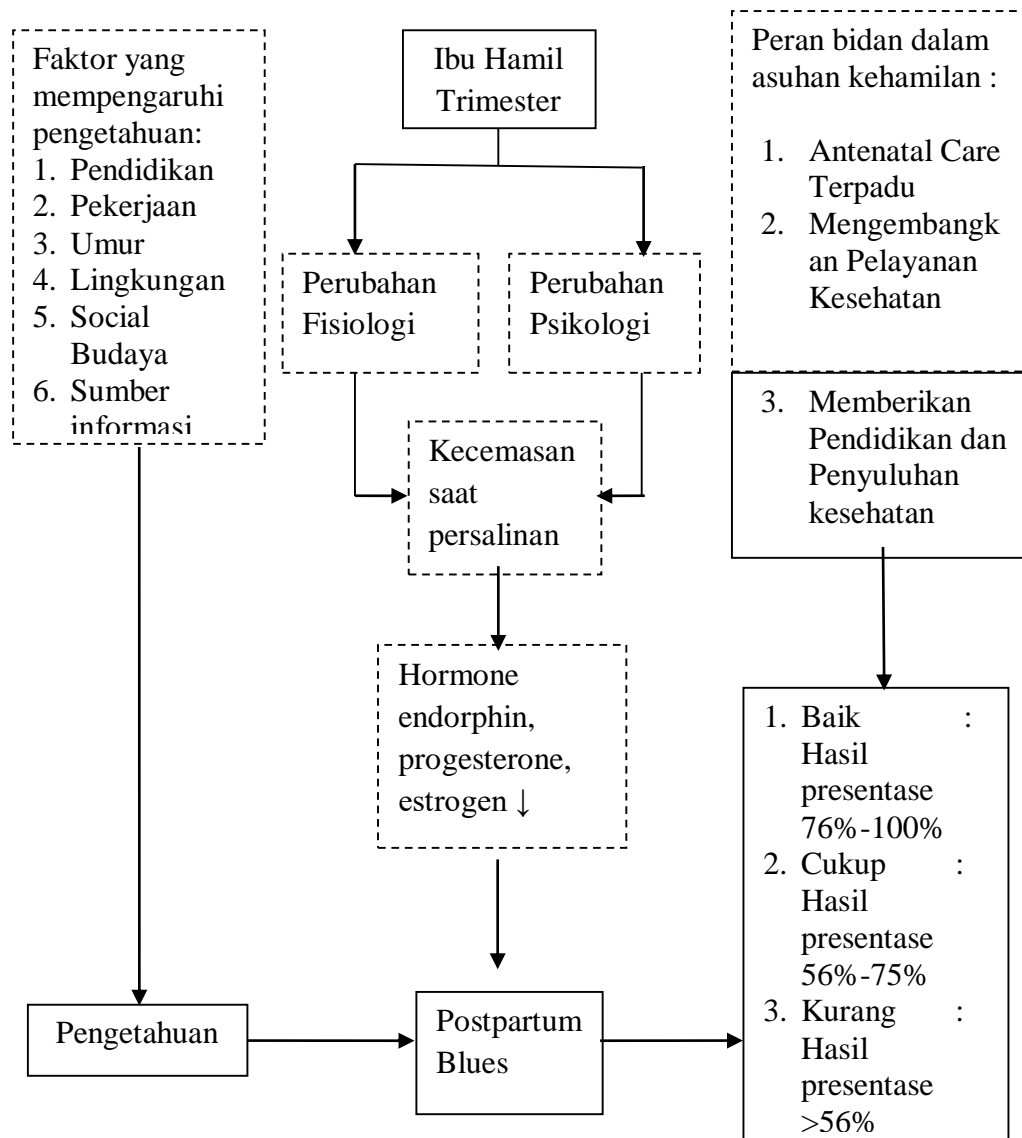 Faktor yang
mempengaruhi
pengetahuan:
1. Pendidikan
2. Pekerjaan
3. Umur
4. Lingkungan
5. Social
Budaya
6. Sumber
informasi
Ibu Hamil
Trimester
Perubahan
Fisiologi
Perubahan
Psikologi
Kecemasan
saat
persalinan
Hormone
endorphin,
progesterone,
estrogen ↓
Peran bidan dalam
asuhan kehamilan :
1. Antenatal Care
Terpadu
2. Mengembangk
an Pelayanan
Kesehatan
3. Memberikan
Pendidikan dan
Penyuluhan
kesehatan
Pengetahuan
Postpartum
Blues
1. Baik :
Hasil
presentase
76%-100%
2. Cukup :
Hasil
presentase
56%-75%
3. Kurang :
Hasil
presentase
>56%